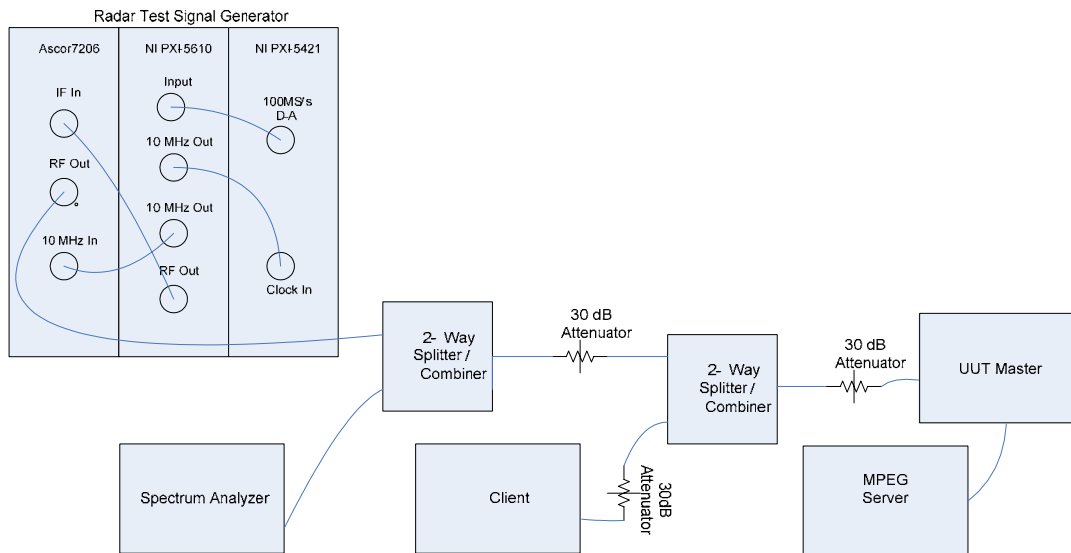 Radar Test Signal Generator
Ascor7206
NI PXI-5610
NI PXI-5421
Input
IF In
100MS/s
D-A
10 MHz Out
RF Out
10 MHz Out
10 MHz In
RF Out
Clock In
30 dB
Attenuator
2- Way
Splitter /
Combiner
30 dB
Attenuator
2- Way
Splitter /
Combiner
UUT Master
Spectrum Analyzer
Client
30dB
Attenuator
MPEG
Server